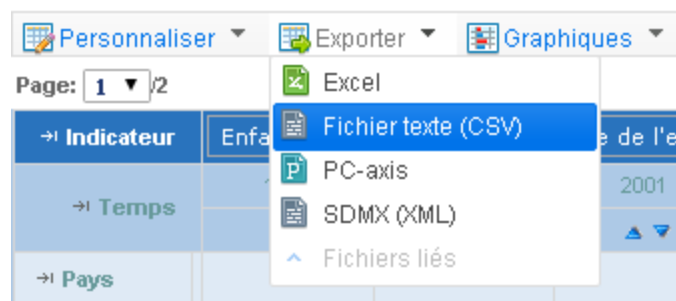 Personnaliser Exporter Graphiques
Page: 1 /2
Excel
Indicateur Fichier texte (CSV) de l'e
PC-axis
Temps 2001
SDMX (XML)
Fichiers liés
Pays